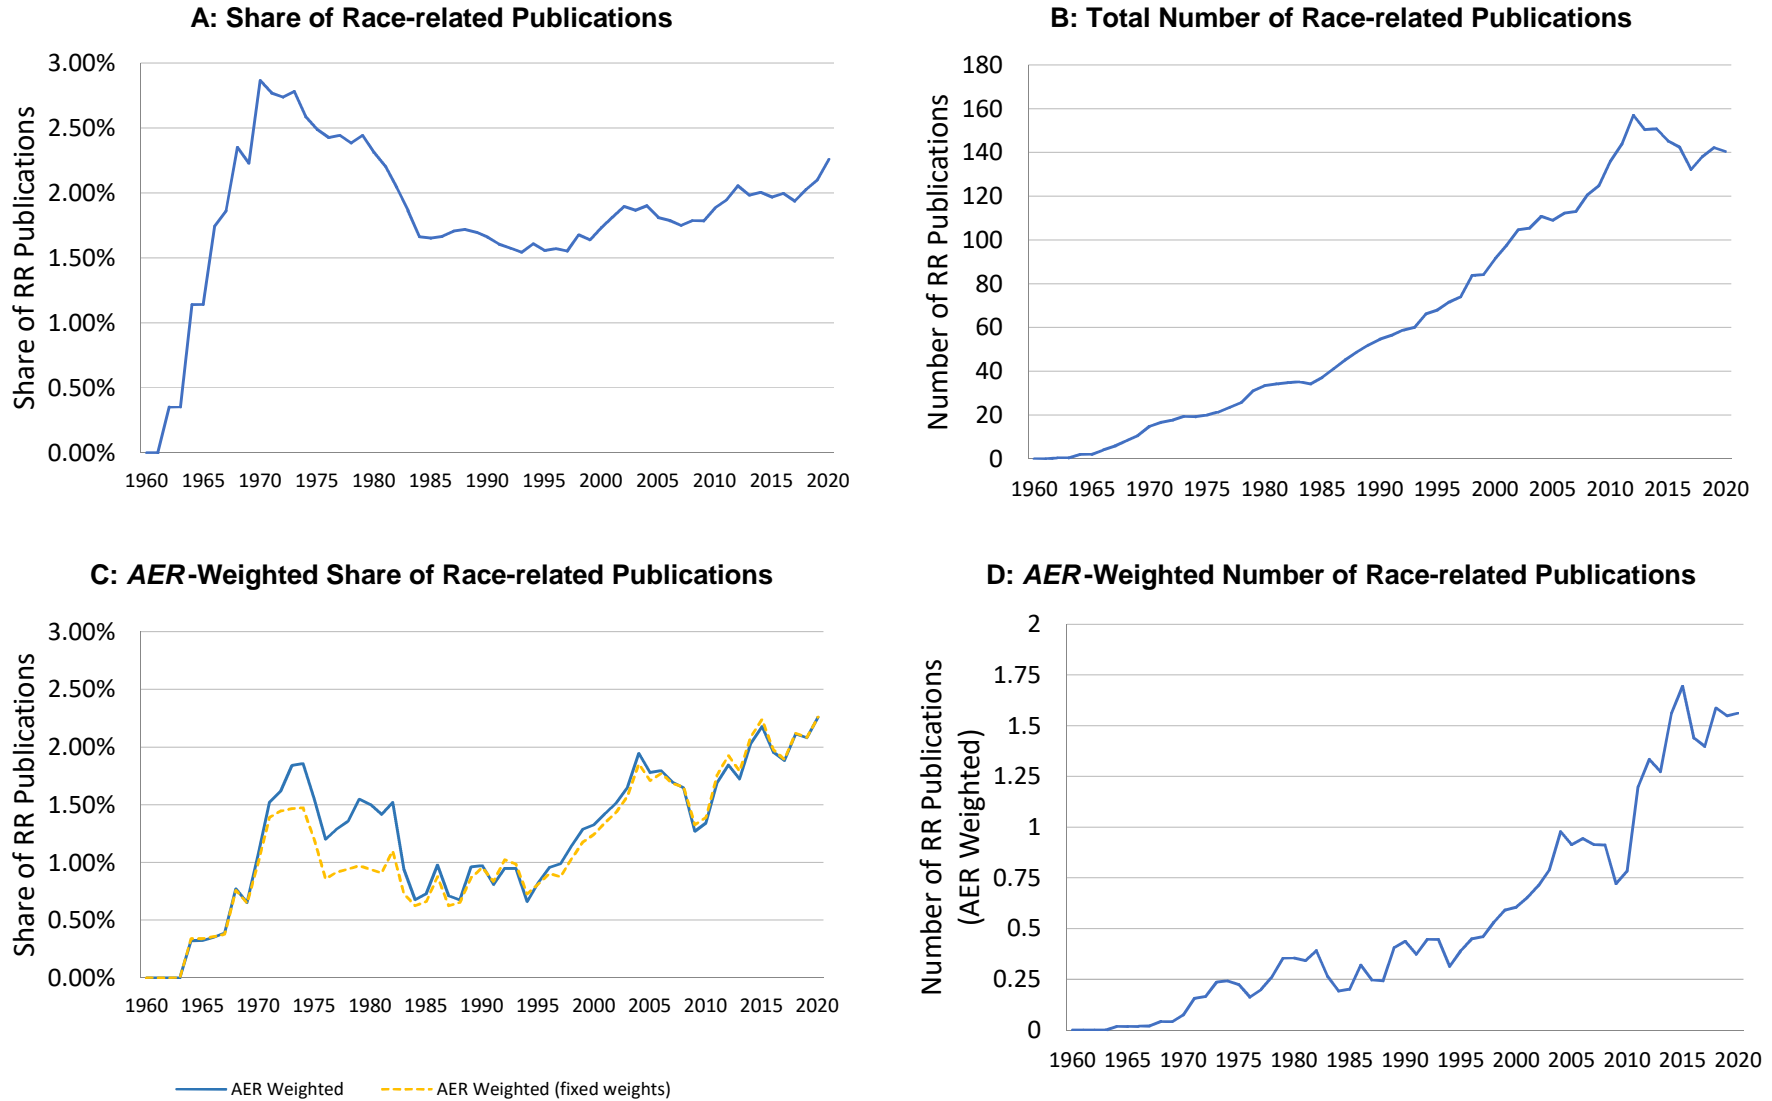 A: Share of Race-related Publications
Share of RR Publications
3.00%
2.50%
2.00%
1.50%
1.00%
0.50%
0.00%
1960 1965 1970 1975 1980 1985 1990 1995 2000 2005 2010 2015 2020
B: Total Number of Race-related Publications
Number of RR Publications
180
160
140
120
100
80
60
40
20
0
1960 1965 1970 1975 1980 1985 1990 1995 2000 2005 2010 2015 2020
C: AER-Weighted Share of Race-related Publications
Share of RR Publications
3.00%
2.50%
2.00%
1.50%
1.00%
0.50%
0.00%
1960 1965 1970 1975 1980 1985 1990 1995 2000 2005 2010 2015 2020
AER Weighted AER Weighted (fixed weights)
D: AER-Weighted Number of Race-related Publications
Number of RR Publications
(AER Weighted)
2
1.75
1.5
1.25
1
0.75
0.5
0.25
0
1960 1965 1970 1975 1980 1985 1990 1995 2000 2005 2010 2015 2020